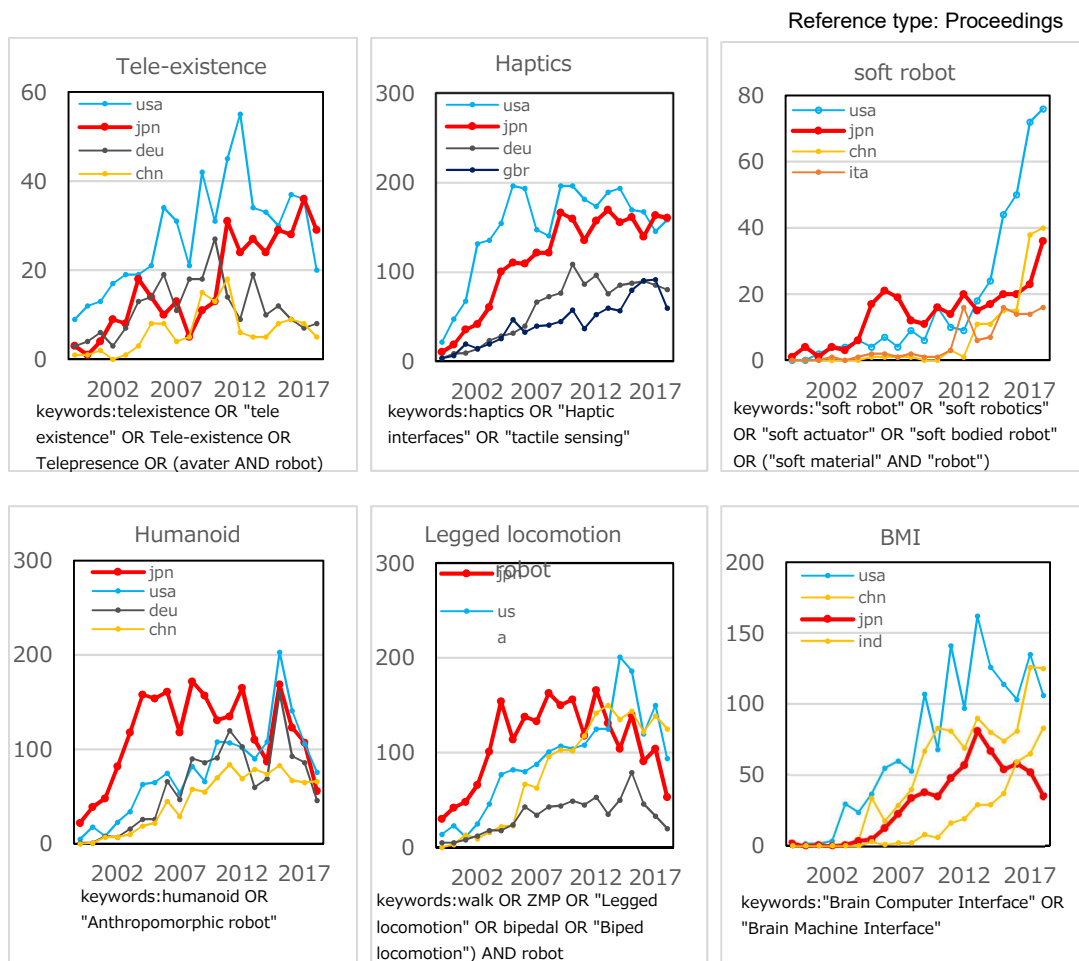 Reference type: Proceedings
Tele-existence
60
40
20
0
usa
jpn
deu
chn
2002 2007 2012 2017
keywords:telexistence OR "tele
existence" OR Tele-existence OR
Telepresence OR (avater AND robot)
Haptics
300
200
100
0
usa
jpn
deu
gbr
2002 2007 2012 2017
keywords:haptics OR "Haptic
interfaces" OR "tactile sensing"
soft robot
80
60
40
20
0
usa
jpn
chn
ita
2002 2007 2012 2017
keywords:"soft robot" OR "soft robotics"
OR "soft actuator" OR "soft bodied robot"
OR ("soft material" AND "robot")
Humanoid
300
200
100
0
jpn
usa
deu
chn
2002 2007 2012 2017
keywords:humanoid OR
"Anthropomorphic robot"
Legged locomotion
robot
300
200
100
0
jpn
us
a
2002 2007 2012 2017
keywords:walk OR ZMP OR "Legged
locomotion" OR bipedal OR "Biped
locomotion") AND robot
BMI
200
150
100
50
0
usa
chn
jpn
ind
2002 2007 2012 2017
keywords:"Brain Computer Interface" OR
"Brain Machine Interface"